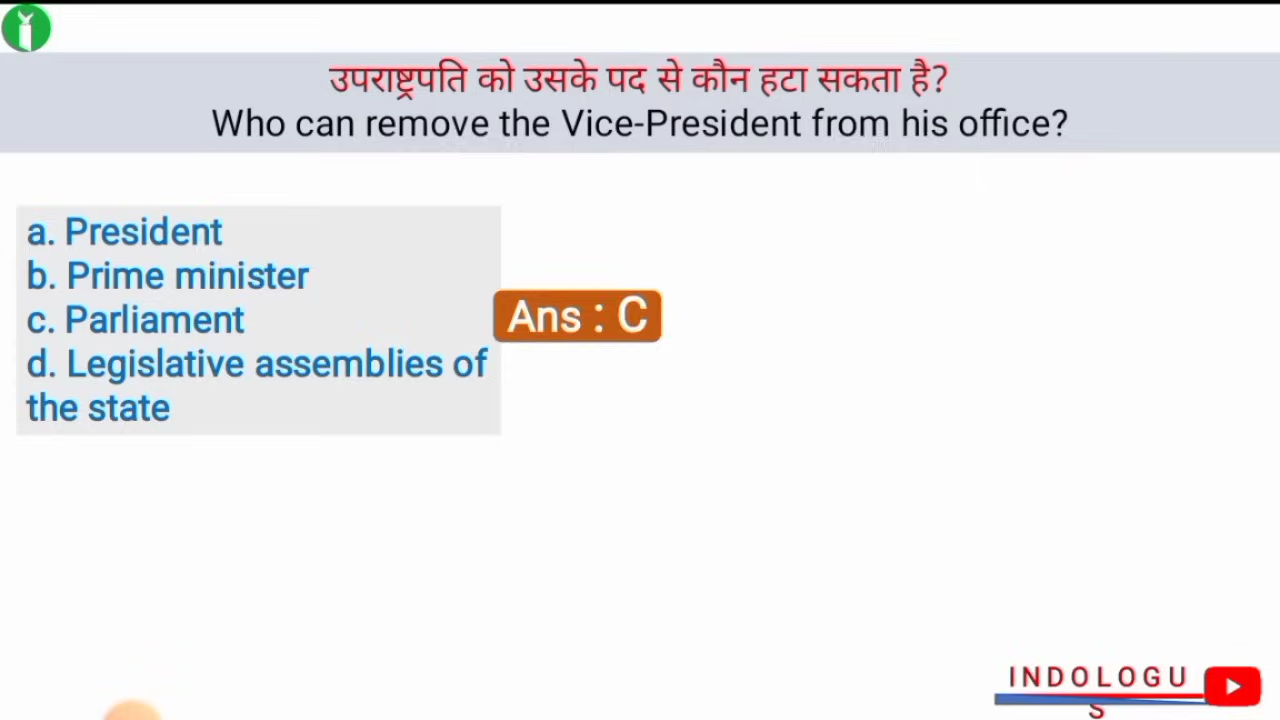 उपराष्ट्रपति को उसके पद से कौन हटा सकता है?
Who can remove the Vice-President from his office?
a. President
b. Prime minister
c. Parliament
d. Legislative assemblies of
the state
Ans : C
INDOLOGU
S